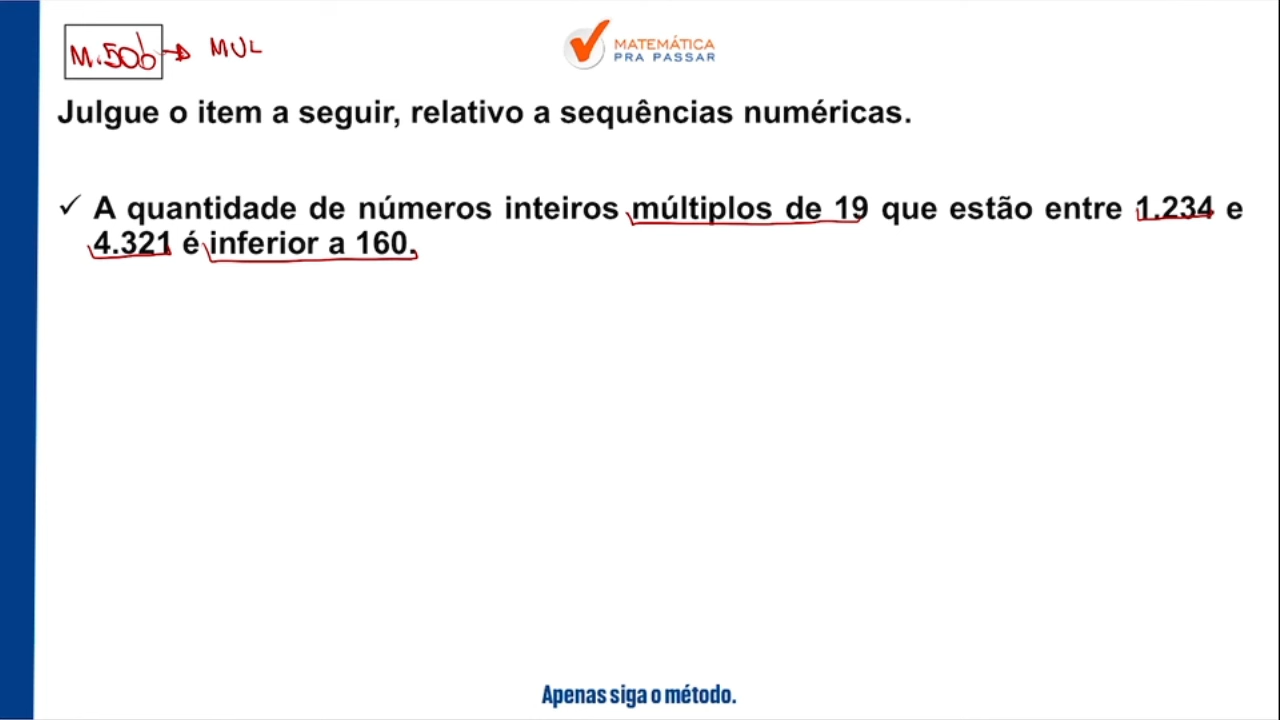 M.50b → MUL
MATEMÁTICA
PRA PASSAR
Julgue o item a seguir, relativo a sequências numéricas.
✓ A quantidade de números inteiros múltiplos de 19 que estão entre 1.234 e
4.321 é inferior a 160.
Apenas siga o método.